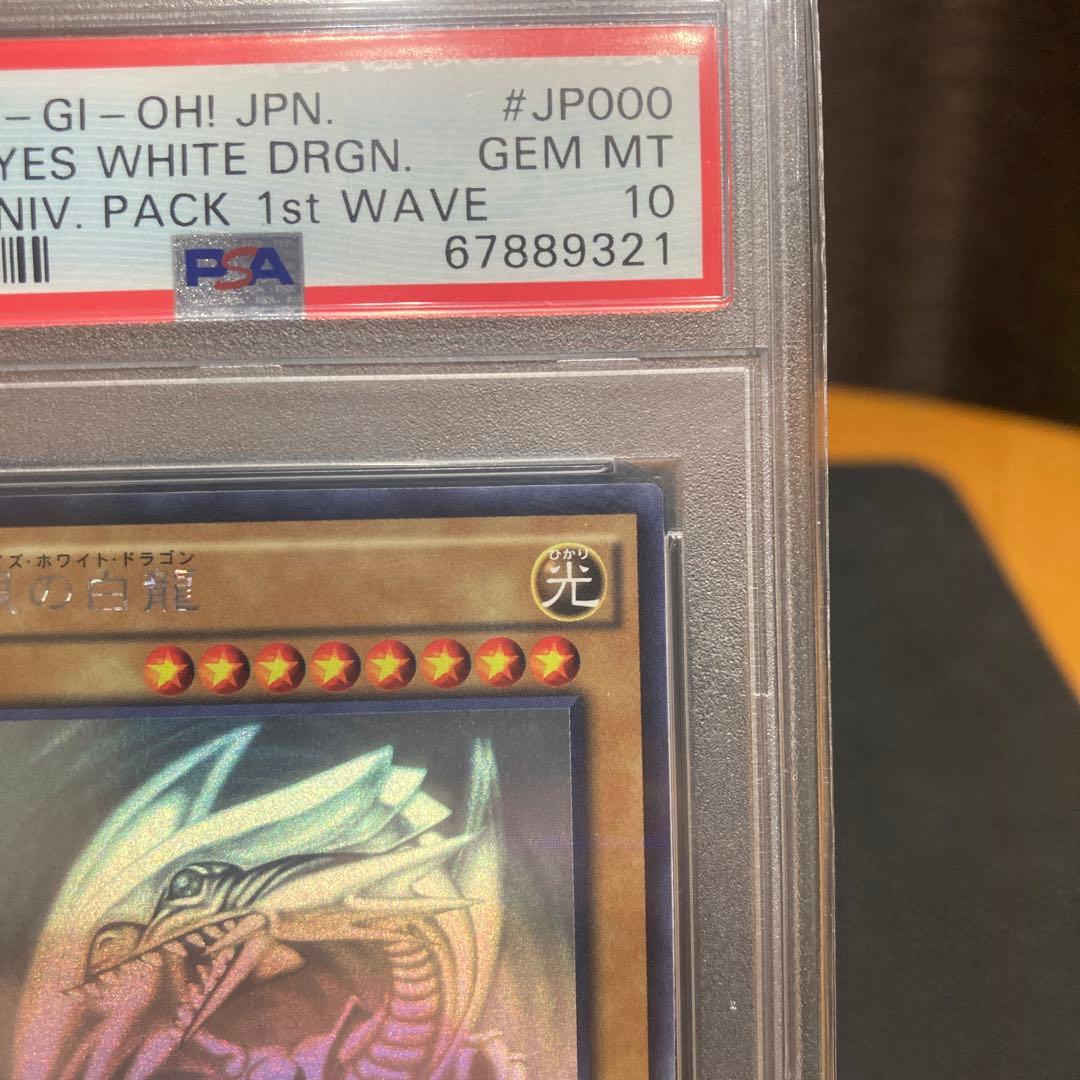 -GI-OH! JPN. #JP000
YES WHITE DRGN. GEM MT
NIV. PACK 1st WAVE 10
PSA 67889321
イズ・ホワイト・ドラゴン
眼の白龍
ひかり
光